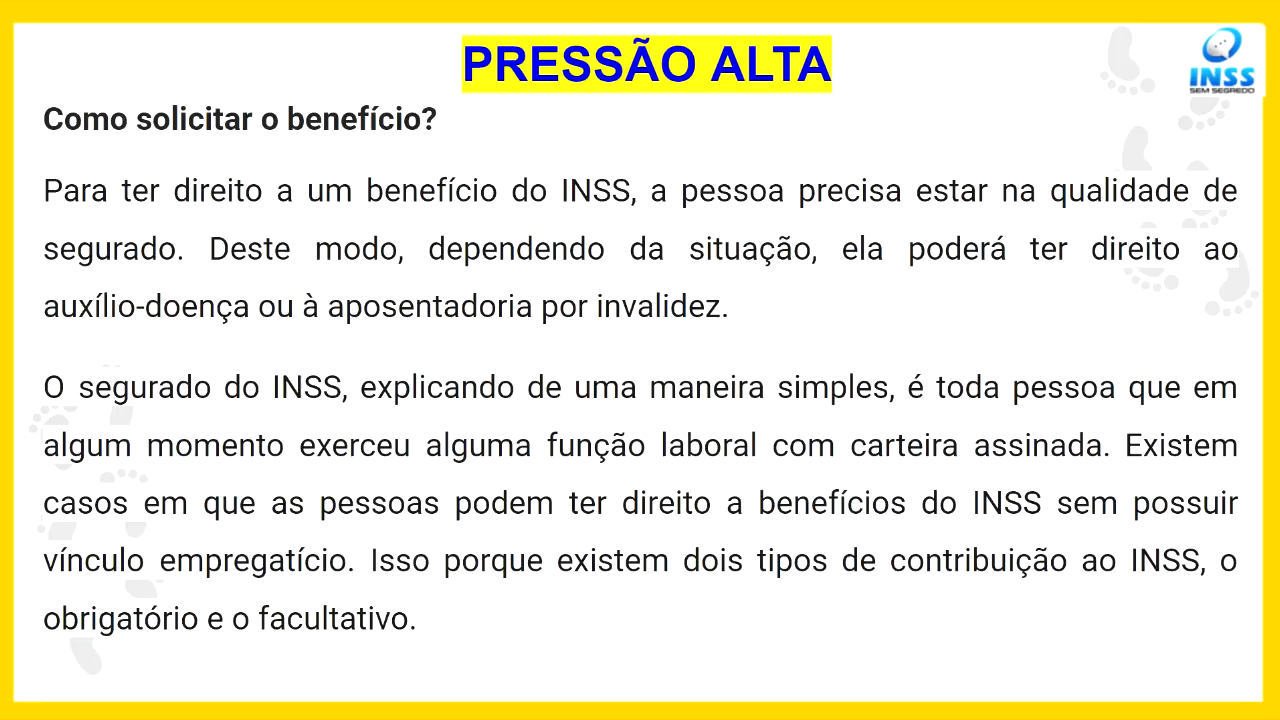 PRESSÃO ALTA
INSS
SEM SEGREDO
Como solicitar o benefício?
Para ter direito a um benefício do INSS, a pessoa precisa estar na qualidade de
segurado. Deste modo, dependendo da situação, ela poderá ter direito ao
auxílio-doença ou à aposentadoria por invalidez.
O segurado do INSS, explicando de uma maneira simples, é toda pessoa que em
algum momento exerceu alguma função laboral com carteira assinada. Existem
casos em que as pessoas podem ter direito a benefícios do INSS sem possuir
vínculo empregatício. Isso porque existem dois tipos de contribuição ao INSS, o
obrigatório e o facultativo.